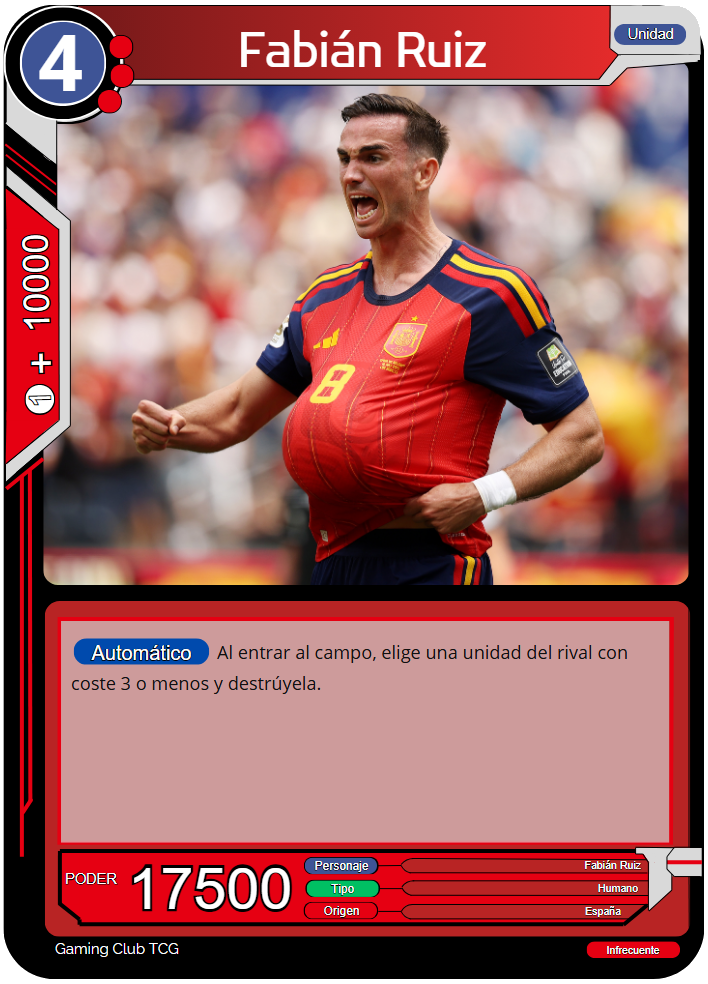 4
Fabián Ruiz
Unidad
1 + 10000
8
Automático Al entrar al campo, elige una unidad del rival con
coste 3 o menos y destrúyela.
PODER 17500
Personaje Fabián Ruiz
Tipo Humano
Origen España
Gaming Club TCG
Infrecuente